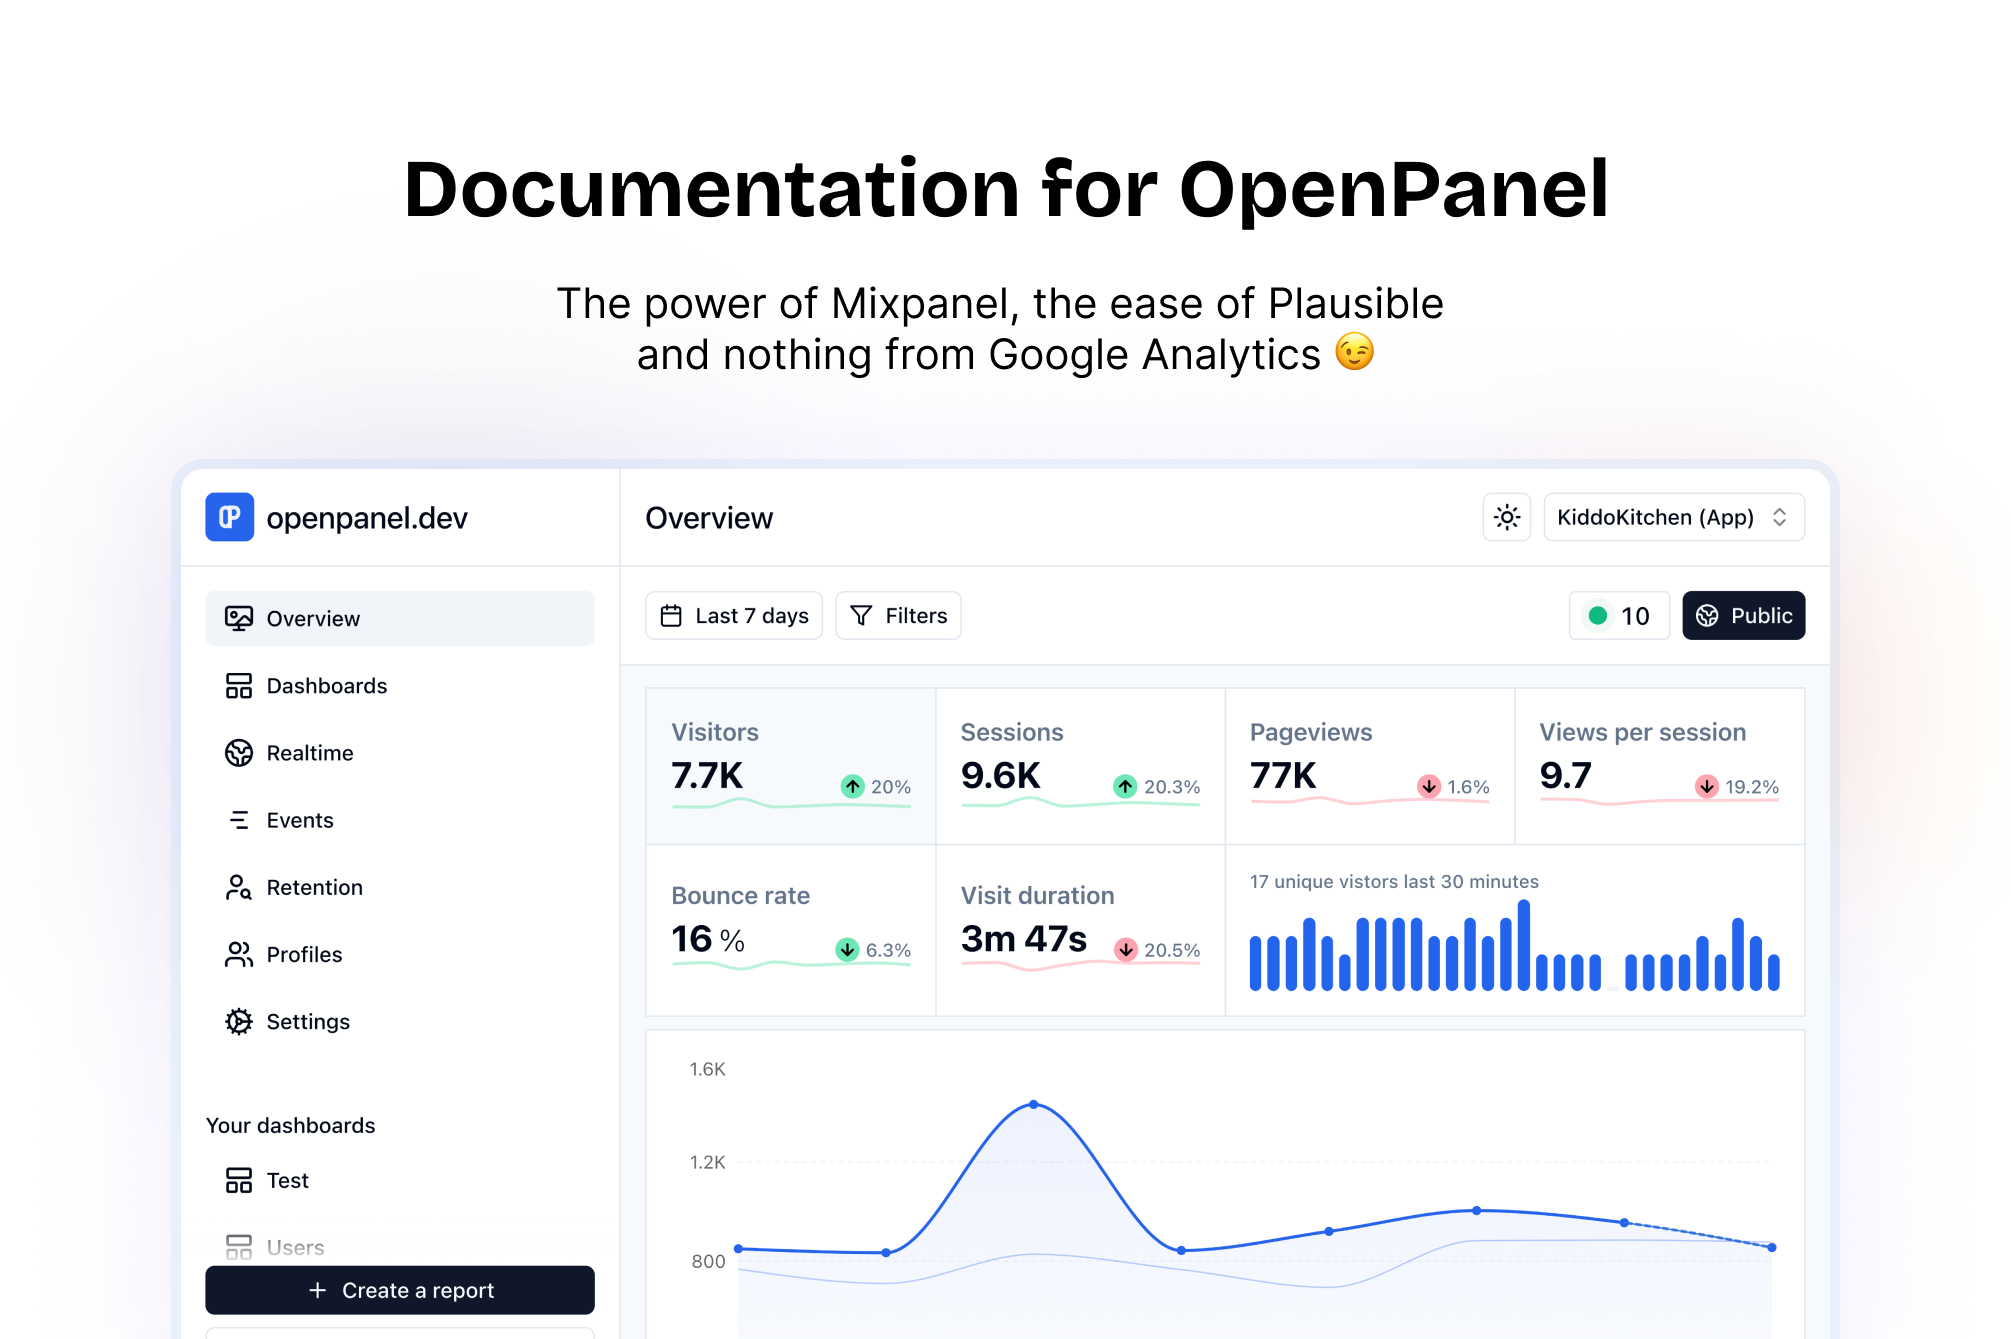 Documentation for OpenPanel
The power of Mixpanel, the ease of Plausible
and nothing from Google Analytics 😉
openpanel.dev
Overview
KiddoKitchen (App)
Overview
Dashboards
Realtime
Events
Retention
Profiles
Settings
Your dashboards
Test
Users
+ Create a report
Last 7 days
Filters
10
Public
Visitors
7.7K
20%
Sessions
9.6K
20.3%
Pageviews
77K
1.6%
Views per session
9.7
19.2%
Bounce rate
16 %
6.3%
Visit duration
3m 47s
20.5%
17 unique vistors last 30 minutes
1.6K
1.2K
800